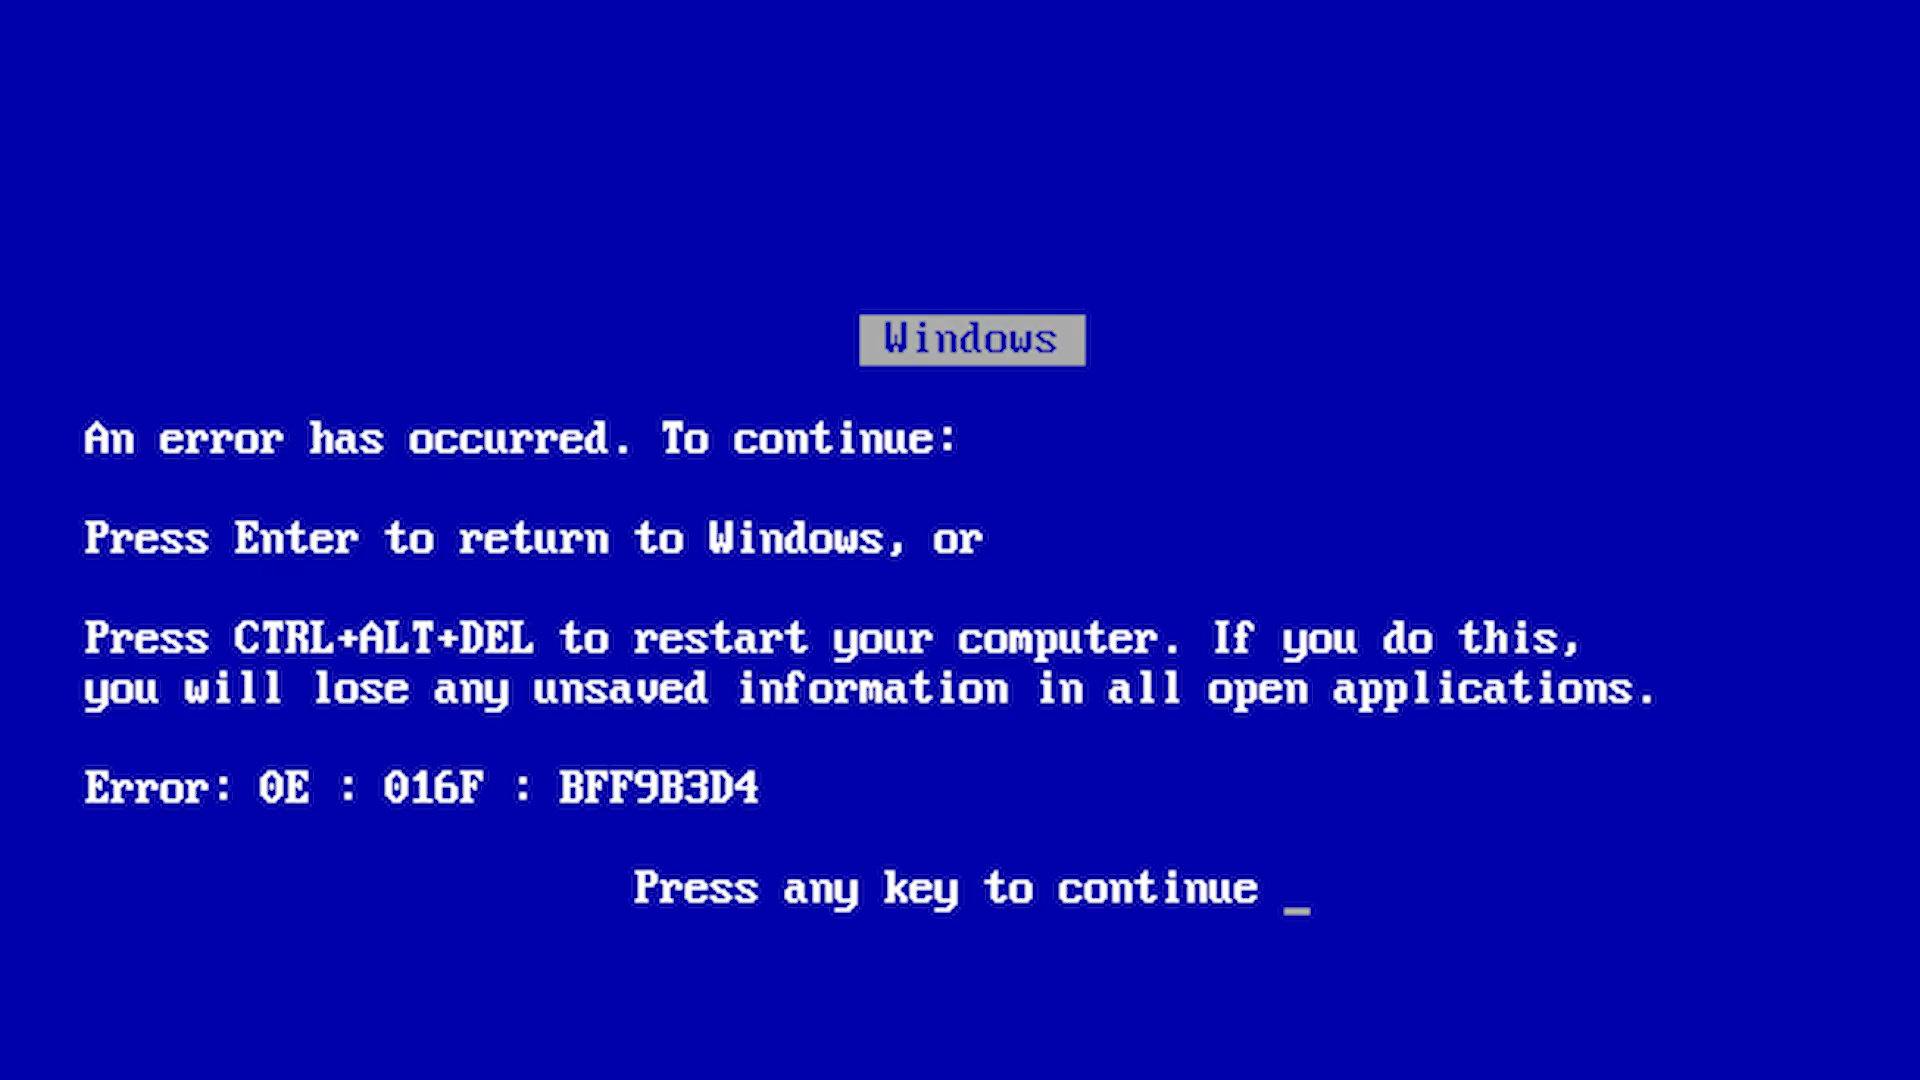 Windows
An error has occurred. To continue:
Press Enter to return to Windows, or
Press CTRL+ALT+DEL to restart your computer. If you do this,
you will lose any unsaved information in all open applications.
Error: 0E : 016F : BFF9B3D4
Press any key to continue _